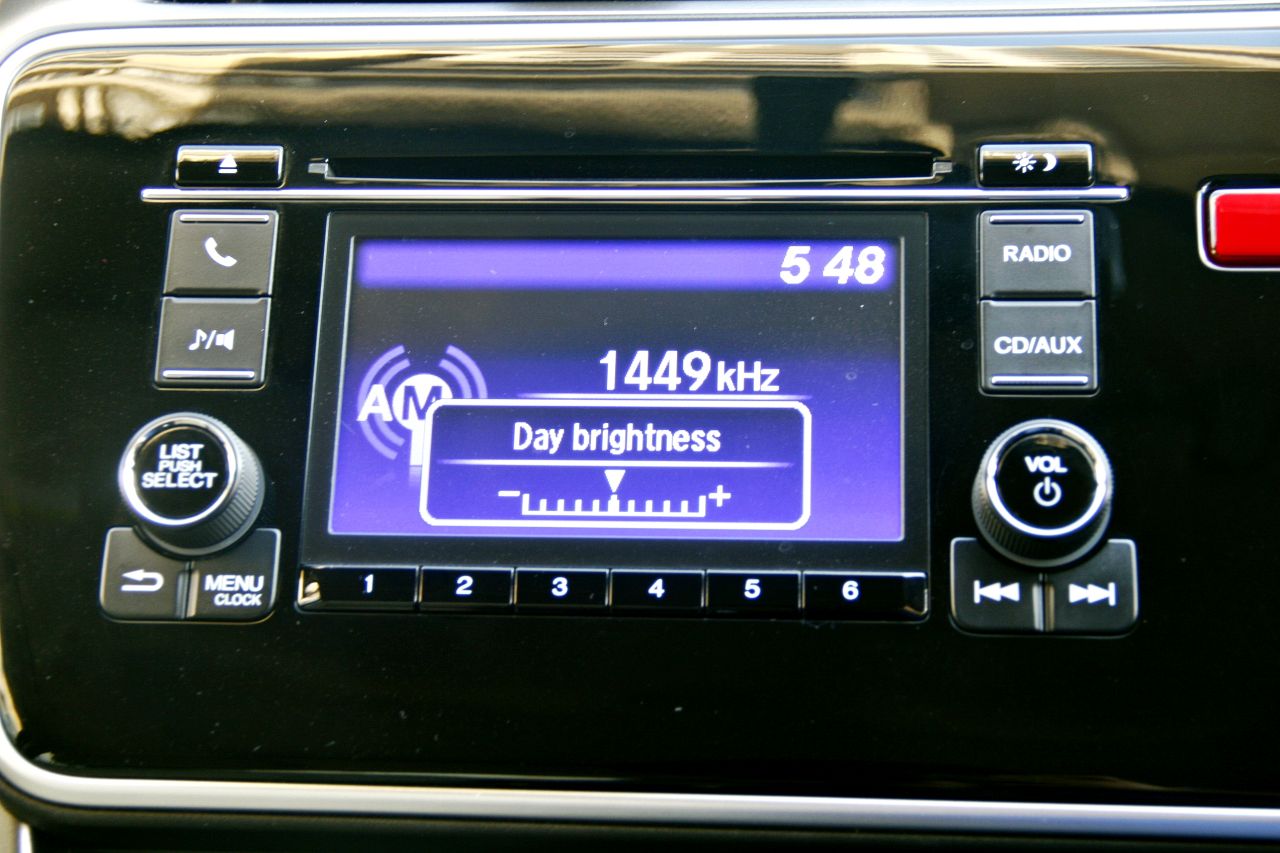 5 48
RADIO
CD/AUX
1449 kHz
AM
Day brightness
− +
LIST
PUSH
SELECT
VOL
MENU
CLOCK
1 2 3 4 5 6